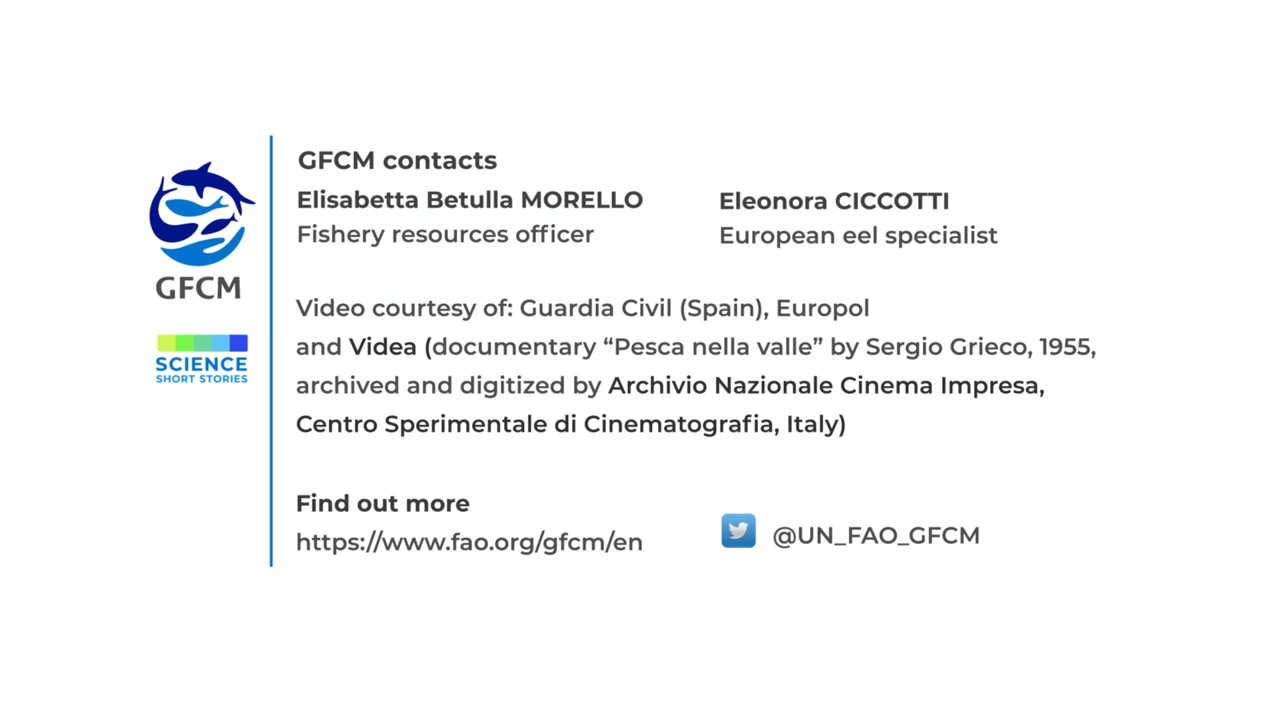 GFCM contacts
Elisabetta Betulla MORELLO
Fishery resources officer
Eleonora CICCOTTI
European eel specialist
GFCM
SCIENCE
SHORT STORIES
Video courtesy of: Guardia Civil (Spain), Europol
and Videa (documentary “Pesca nella valle” by Sergio Grieco, 1955,
archived and digitized by Archivio Nazionale Cinema Impresa,
Centro Sperimentale di Cinematografia, Italy)
Find out more
https://www.fao.org/gfcm/en
@UN_FAO_GFCM